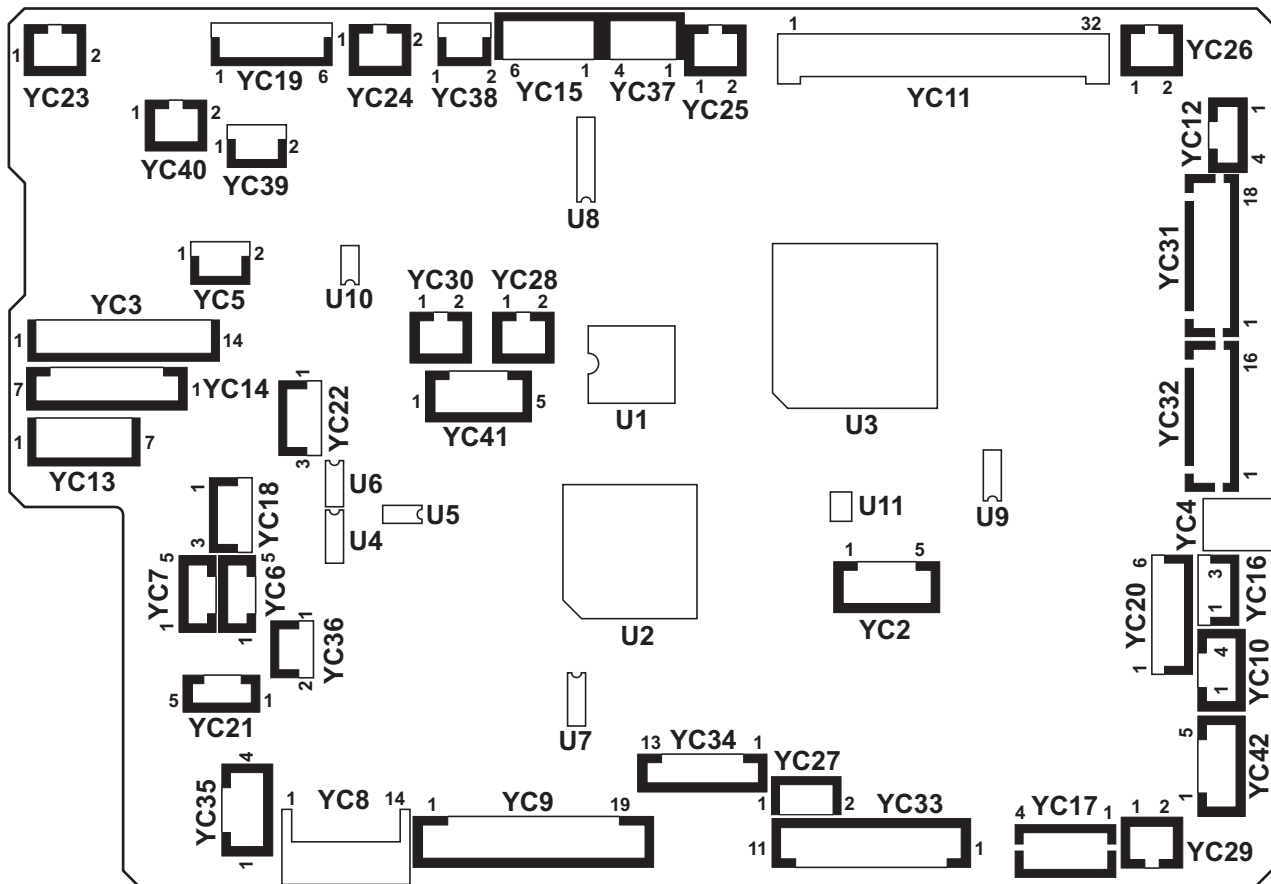 1 2
YC23
1 6
YC19
1 2
YC24
1 2
YC38
6 1
YC15
4 1
YC37
1 2
YC25
1 32
YC11
1 2
YC26
1 2
YC40
1 2
YC39
U8
1 4
YC12
18 1
YC31
1 2
YC5
U10
YC30
1 2
YC28
1 2
YC3
1 14
7 1
YC14
1 7
YC13
1 3
YC22
1 5
YC41
U1
U3
16 1
YC32
1 3
YC18
U6
U5
U4
U11
U9
YC4
5 1
YC7
5 1
YC6
1 2
YC36
U2
1 5
YC2
6 1
YC20
3 1
YC16
4 1
YC10
5 1
YC21
U7
5 1
YC42
4 1
YC35
1 14
YC8
1 19
YC9
13 1
YC34
YC27
1 2
YC33
11 1
YC17
4 1
1 2
YC29